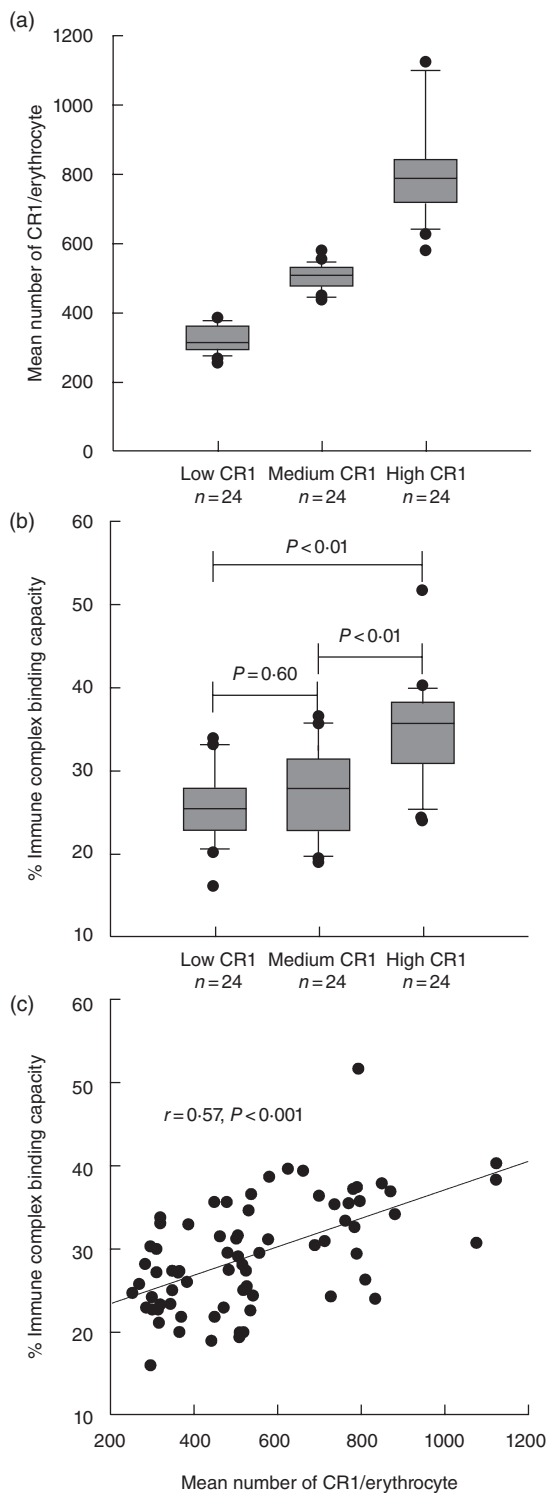 (a)
1200
1000
800
600
400
200
0
Mean number of CR1/erythrocyte
Low CR1 Medium CR1 High CR1
n=24 n=24 n=24
(b)
60
50
40
30
20
10
% Immune complex binding capacity
P<0·01
P<0·01
P=0·60
Low CR1 Medium CR1 High CR1
n=24 n=24 n=24
(c)
60
50
40
30
20
10
% Immune complex binding capacity
r=0·57, P<0·001
200 400 600 800 1000 1200
Mean number of CR1/erythrocyte